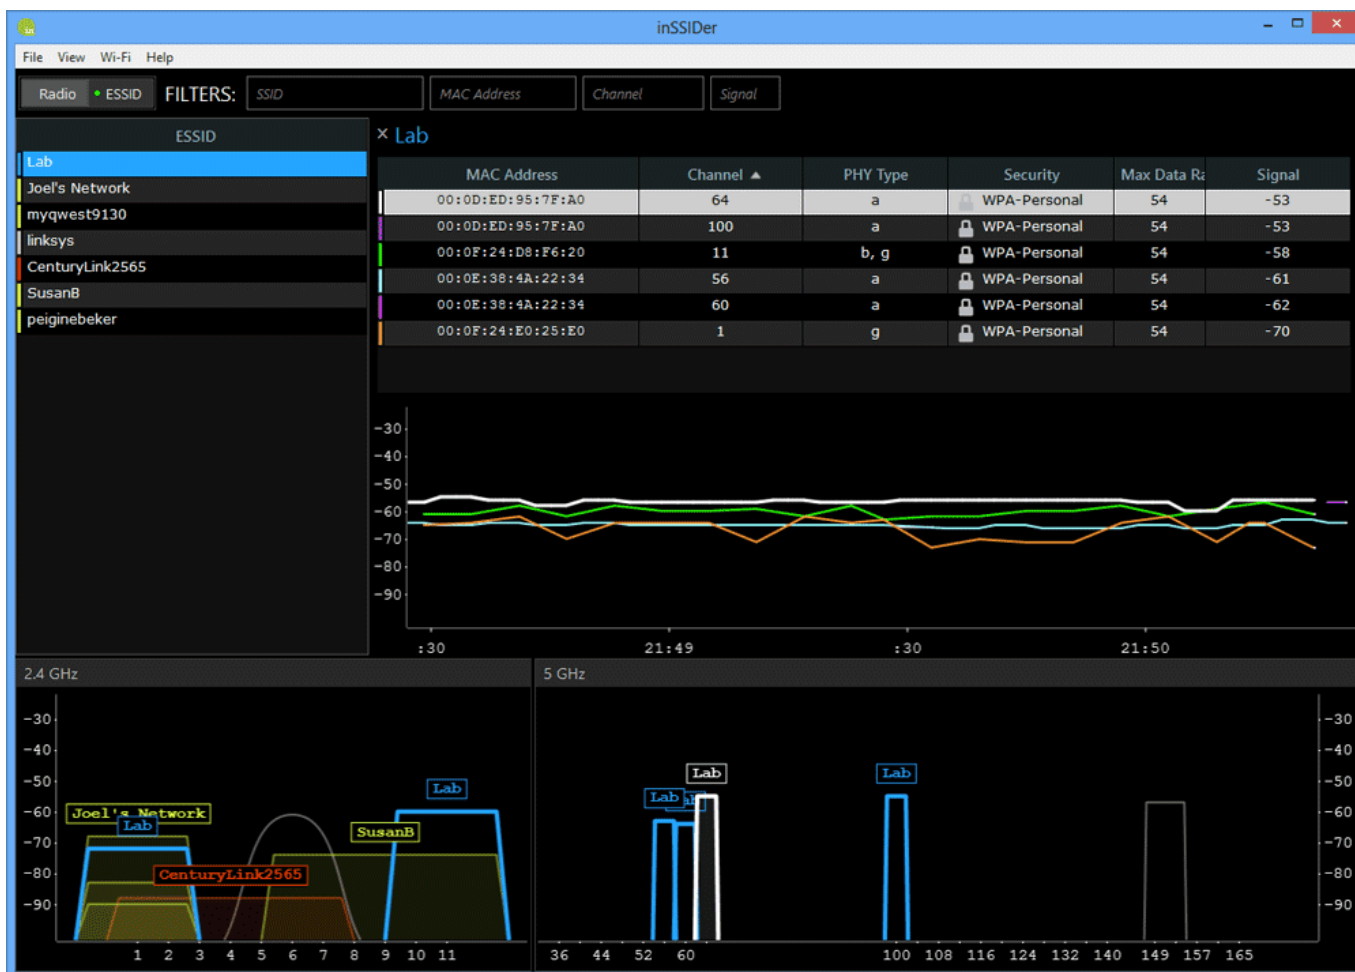 inSSIDer
File View Wi-Fi Help
Radio • ESSID FILTERS: SSID MAC Address Channel Signal
ESSID
Lab
Joel's Network
myqwest9130
linksys
CenturyLink2565
SusanB
peiginebeker
× Lab
MAC Address Channel ▲ PHY Type Security Max Data Ra Signal
00:0D:ED:95:7F:A0 64 a WPA-Personal 54 -53
00:0D:ED:95:7F:A0 100 a WPA-Personal 54 -53
00:0F:24:D8:F6:20 11 b, g WPA-Personal 54 -58
00:0E:38:4A:22:34 56 a WPA-Personal 54 -61
00:0E:38:4A:22:34 60 a WPA-Personal 54 -62
00:0F:24:E0:25:E0 1 g WPA-Personal 54 -70
-30
-40
-50
-60
-70
-80
-90
:30 21:49 :30 21:50
2.4 GHz
-30
-40
-50
-60
-70
-80
-90
Joel's Network
Lab
CenturyLink2565
SusanB
Lab
1 2 3 4 5 6 7 8 9 10 11
5 GHz
Lab
Lab
Lab
-30
-40
-50
-60
-70
-80
-90
36 44 52 60 100 108 116 124 132 140 149 157 165